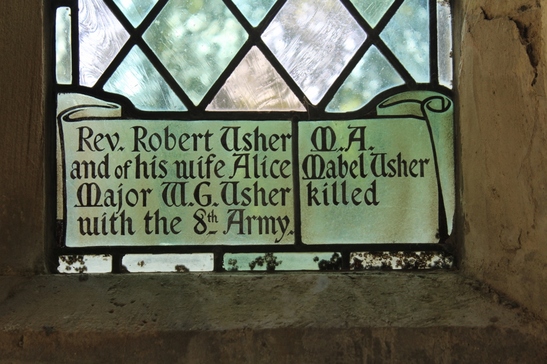 Rev. Robert Usher M.A.
and of his wife Alice Mabel Usher
Major W.G. Usher killed
with the 8th Army.